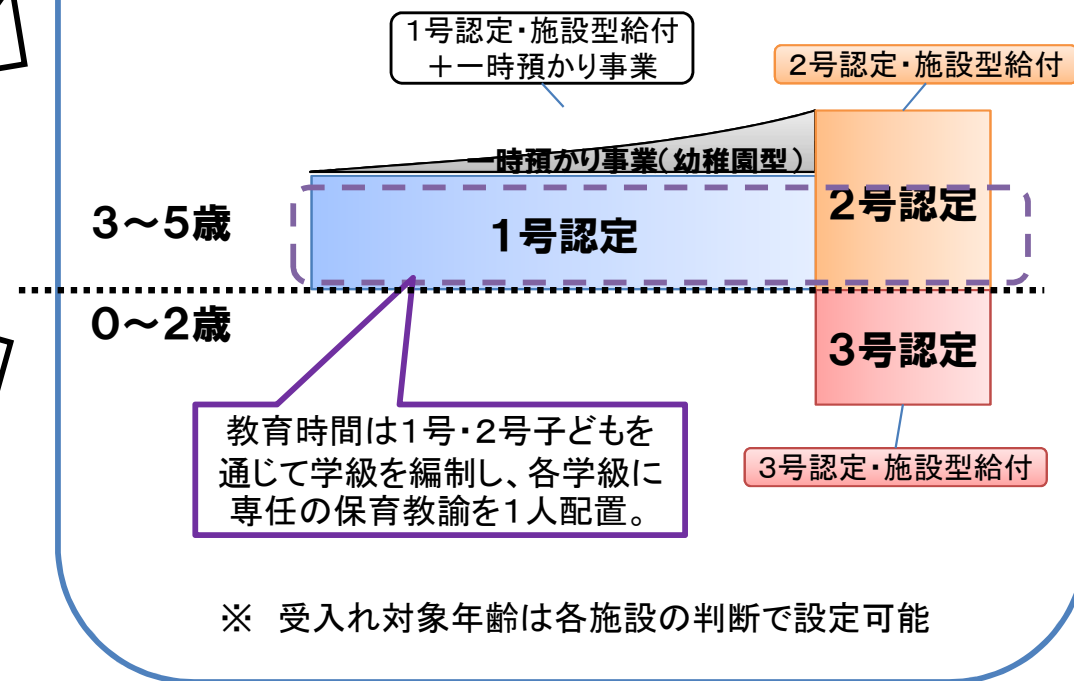 1号認定・施設型給付
+一時預かり事業
2号認定・施設型給付
一時預かり事業(幼稚園型)
3~5歳
1号認定
2号認定
0~2歳
3号認定
教育時間は1号・2号子どもを
通じて学級を編制し、各学級に
専任の保育教諭を1人配置。
3号認定・施設型給付
※ 受入れ対象年齢は各施設の判断で設定可能